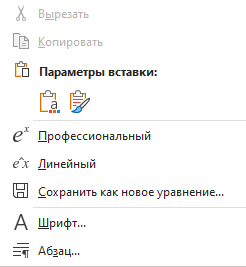 Вырезать
Копировать
Параметры вставки:
Профессиональный
Линейный
Сохранить как новое уравнение...
Шрифт...
Абзац...